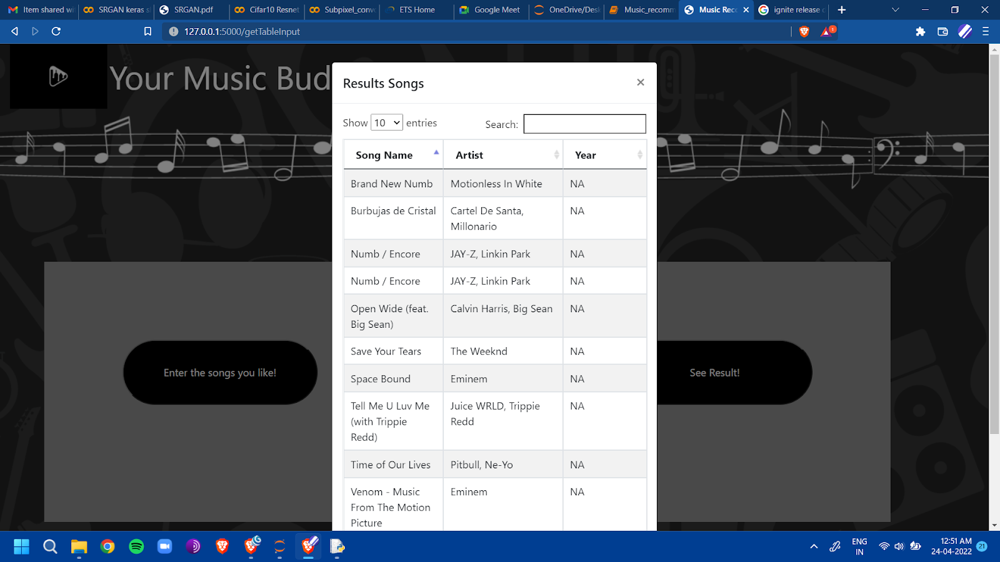 Item shared wi
SRGAN keras s
SRGAN.pdf
Cifar10 Resnet
Subpixel_conv
ETS Home
Google Meet
OneDrive/Desk
Music_recomm
Music Rec
ignite release
127.0.0.1:5000/getTableInput
1
Your Music Bud
Results Songs
Show 10 entries
Search:
Song Name Artist Year
Brand New Numb Motionless In White NA
Burbujas de Cristal Cartel De Santa, NA
Millonario
Numb / Encore JAY-Z, Linkin Park NA
Numb / Encore JAY-Z, Linkin Park NA
Open Wide (feat. Calvin Harris, Big Sean NA
Big Sean)
Save Your Tears The Weeknd NA
Space Bound Eminem NA
Tell Me U Luv Me Juice WRLD, Trippie NA
(with Trippie Redd
Redd)
Time of Our Lives Pitbull, Ne-Yo NA
Venom - Music Eminem NA
From The Motion
Picture
Enter the songs you like!
See Result!
ENG
IN
12:51 AM
24-04-2022
21